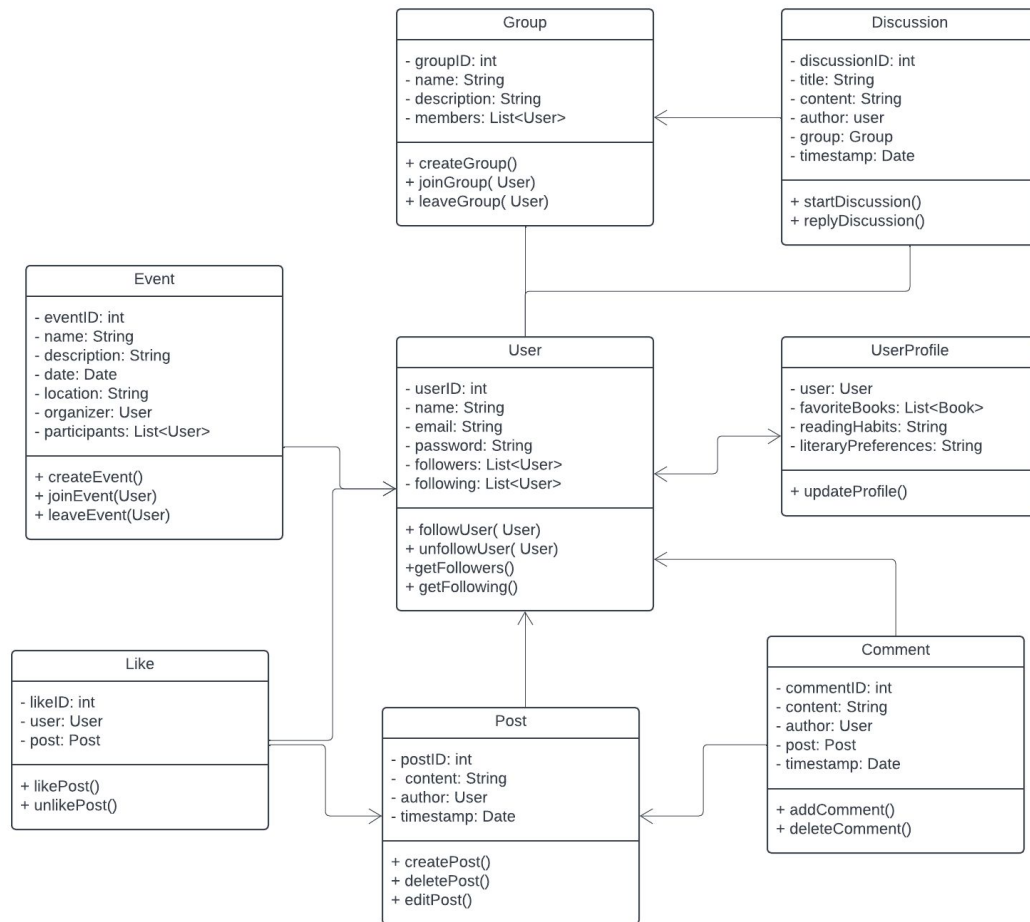 Group
- groupID: int
- name: String
- description: String
- members: List<User>
+ createGroup()
+ joinGroup( User)
+ leaveGroup( User)
Discussion
- discussionID: int
- title: String
- content: String
- author: user
- group: Group
- timestamp: Date
+ startDiscussion()
+ replyDiscussion()
Event
- eventID: int
- name: String
- description: String
- date: Date
- location: String
- organizer: User
- participants: List<User>
+ createEvent()
+ joinEvent(User)
+ leaveEvent(User)
User
- userID: int
- name: String
- email: String
- password: String
- followers: List<User>
- following: List<User>
+ followUser( User)
+ unfollowUser( User)
+getFollowers()
+ getFollowing()
UserProfile
- user: User
- favoriteBooks: List<Book>
- readingHabits: String
- literaryPreferences: String
+ updateProfile()
Like
- likeID: int
- user: User
- post: Post
+ likePost()
+ unlikePost()
Post
- postID: int
-  content: String
- author: User
- timestamp: Date
+ createPost()
+ deletePost()
+ editPost()
Comment
- commentID: int
- content: String
- author: User
- post: Post
- timestamp: Date
+ addComment()
+ deleteComment()